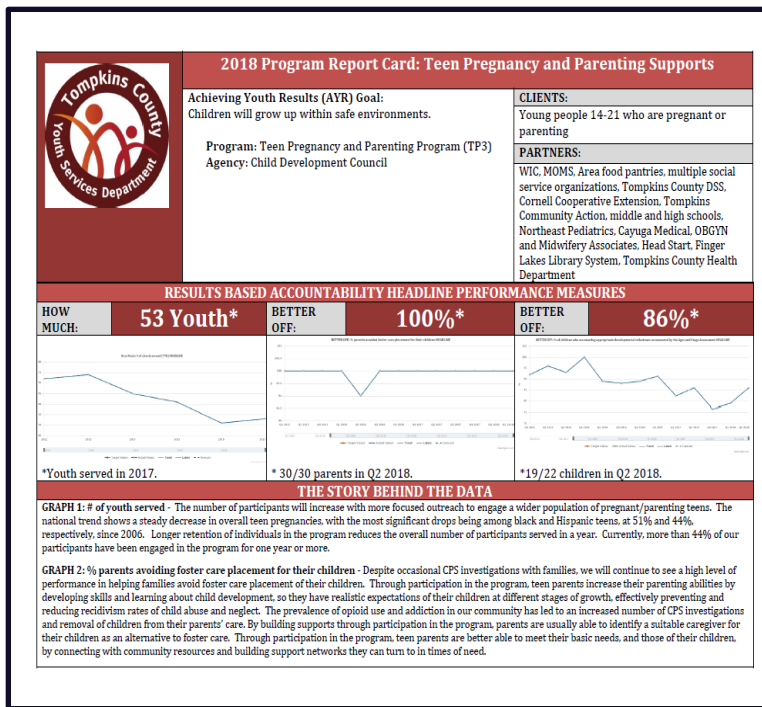 Tompkins County
Youth Services Department
2018 Program Report Card: Teen Pregnancy and Parenting Supports
Achieving Youth Results (AYR) Goal:
Children will grow up within safe environments.
Program: Teen Pregnancy and Parenting Program (TP3)
Agency: Child Development Council
CLIENTS:
Young people 14-21 who are pregnant or
parenting
PARTNERS:
WIC, MOMS, Area food pantries, multiple social
service organizations, Tompkins County DSS,
Cornell Cooperative Extension, Tompkins
Community Action, middle and high schools,
Northeast Pediatrics, Cayuga Medical, OBGYN
and Midwifery Associates, Head Start, Finger
Lakes Library System, Tompkins County Health
Department
RESULTS BASED ACCOUNTABILITY HEADLINE PERFORMANCE MEASURES
HOW
MUCH:
53 Youth*
BETTER
OFF:
100%*
BETTER
OFF:
86%*
*Youth served in 2017.
* 30/30 parents in Q2 2018.
*19/22 children in Q2 2018.
THE STORY BEHIND THE DATA
GRAPH 1: # of youth served - The number of participants will increase with more focused outreach to engage a wider population of pregnant/parenting teens. The
national trend shows a steady decrease in overall teen pregnancies, with the most significant drops being among black and Hispanic teens, at 51% and 44%,
respectively, since 2006. Longer retention of individuals in the program reduces the overall number of participants served in a year. Currently, more than 44% of our
participants have been engaged in the program for one year or more.
GRAPH 2: % parents avoiding foster care placement for their children - Despite occasional CPS investigations with families, we will continue to see a high level of
performance in helping families avoid foster care placement of their children. Through participation in the program, teen parents increase their parenting abilities by
developing skills and learning about child development, so they have realistic expectations of their children at different stages of growth, effectively preventing and
reducing recidivism rates of child abuse and neglect. The prevalence of opioid use and addiction in our community has led to an increased number of CPS investigations
and removal of children from their parents' care. By building supports through participation in the program, parents are usually able to identify a suitable caregiver for
their children as an alternative to foster care. Through participation in the program, teen parents are better able to meet their basic needs, and those of their children,
by connecting with community resources and building support networks they can turn to in times of need.